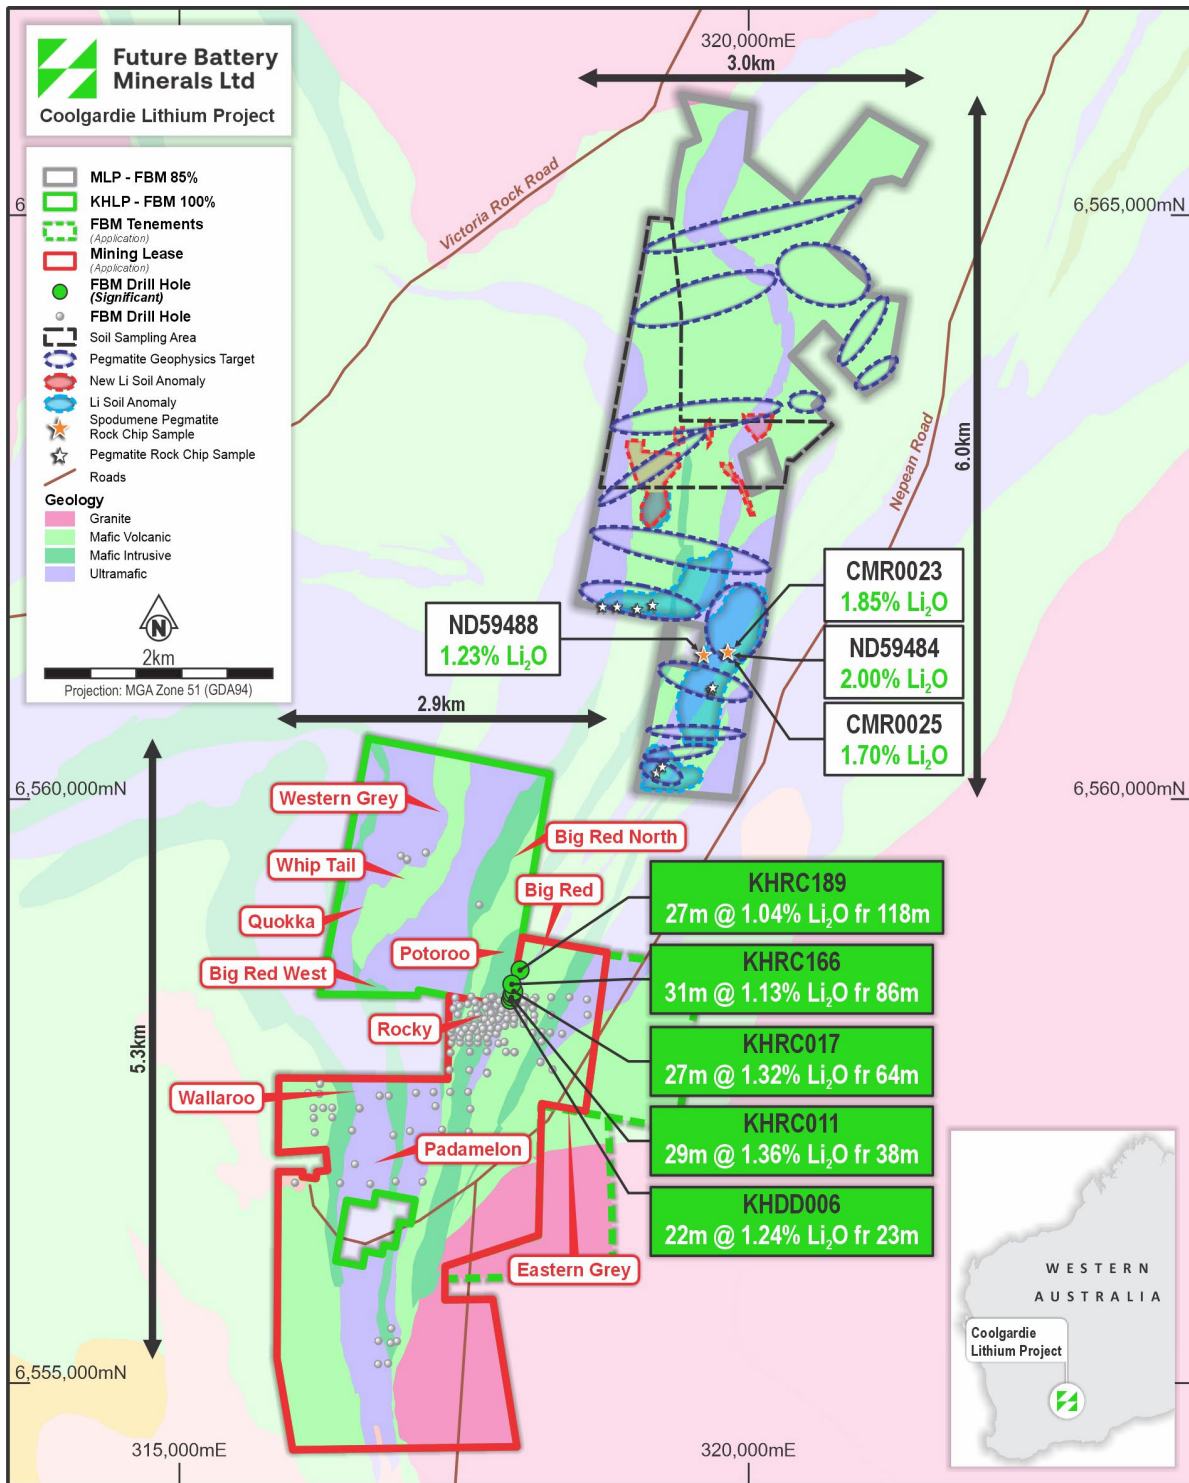 Future Battery
Minerals Ltd
Coolgardie Lithium Project
MLP - FBM 85%
KHLP - FBM 100%
FBM Tenements
(Application)
Mining Lease
(Application)
FBM Drill Hole
(Significant)
FBM Drill Hole
Soil Sampling Area
Pegmatite Geophysics Target
New Li Soil Anomaly
Li Soil Anomaly
Spodumene Pegmatite
Rock Chip Sample
Pegmatite Rock Chip Sample
Roads
Geology
Granite
Mafic Volcanic
Mafic Intrusive
Ultramafic
N
2km
Projection: MGA Zone 51 (GDA94)
320,000mE
3.0km
Victoria Rock Road
6
6,565,000mN
6.0km
Nepean Road
CMR0023
1.85% Li₂O
ND59484
2.00% Li₂O
CMR0025
1.70% Li₂O
ND59488
1.23% Li₂O
2.9km
6,560,000mN
6,560,000mN
5.3km
Western Grey
Big Red North
Whip Tail
Big Red
Quokka
Potoroo
Big Red West
Rocky
Wallaroo
Padamelon
Eastern Grey
KHRC189
27m @ 1.04% Li₂O fr 118m
KHRC166
31m @ 1.13% Li₂O fr 86m
KHRC017
27m @ 1.32% Li₂O fr 64m
KHRC011
29m @ 1.36% Li₂O fr 38m
KHDD006
22m @ 1.24% Li₂O fr 23m
WESTERN
AUSTRALIA
Coolgardie
Lithium Project
6,555,000mN
315,000mE
320,000mE